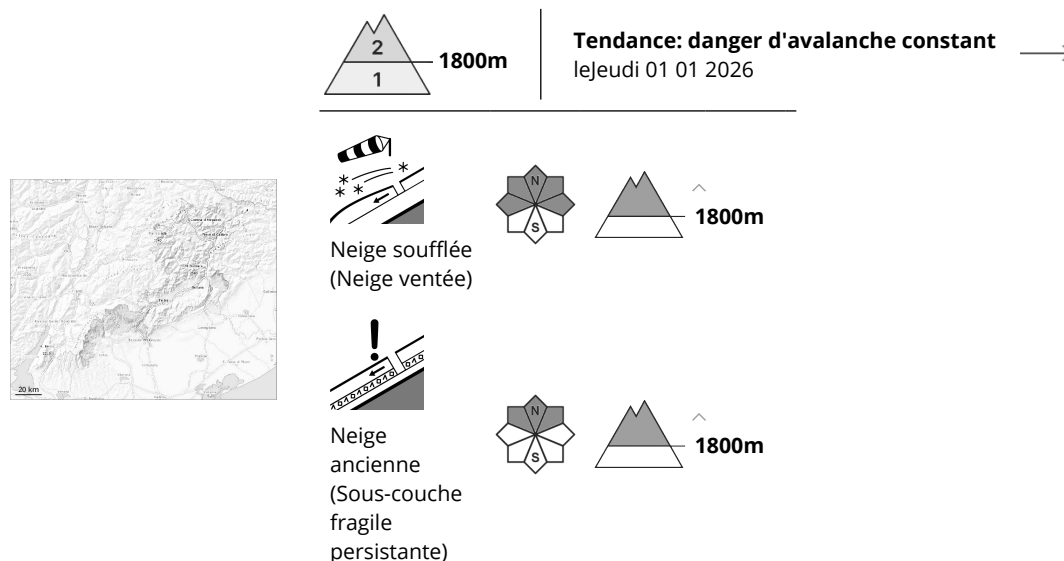 2
1800m
1
Tendance: danger d'avalanche constant
leJeudi 01 01 2026
N
S
1800m
Neige soufflée
(Neige ventée)
20 km
N
S
1800m
Neige
ancienne
(Sous-couche
fragile
persistante)